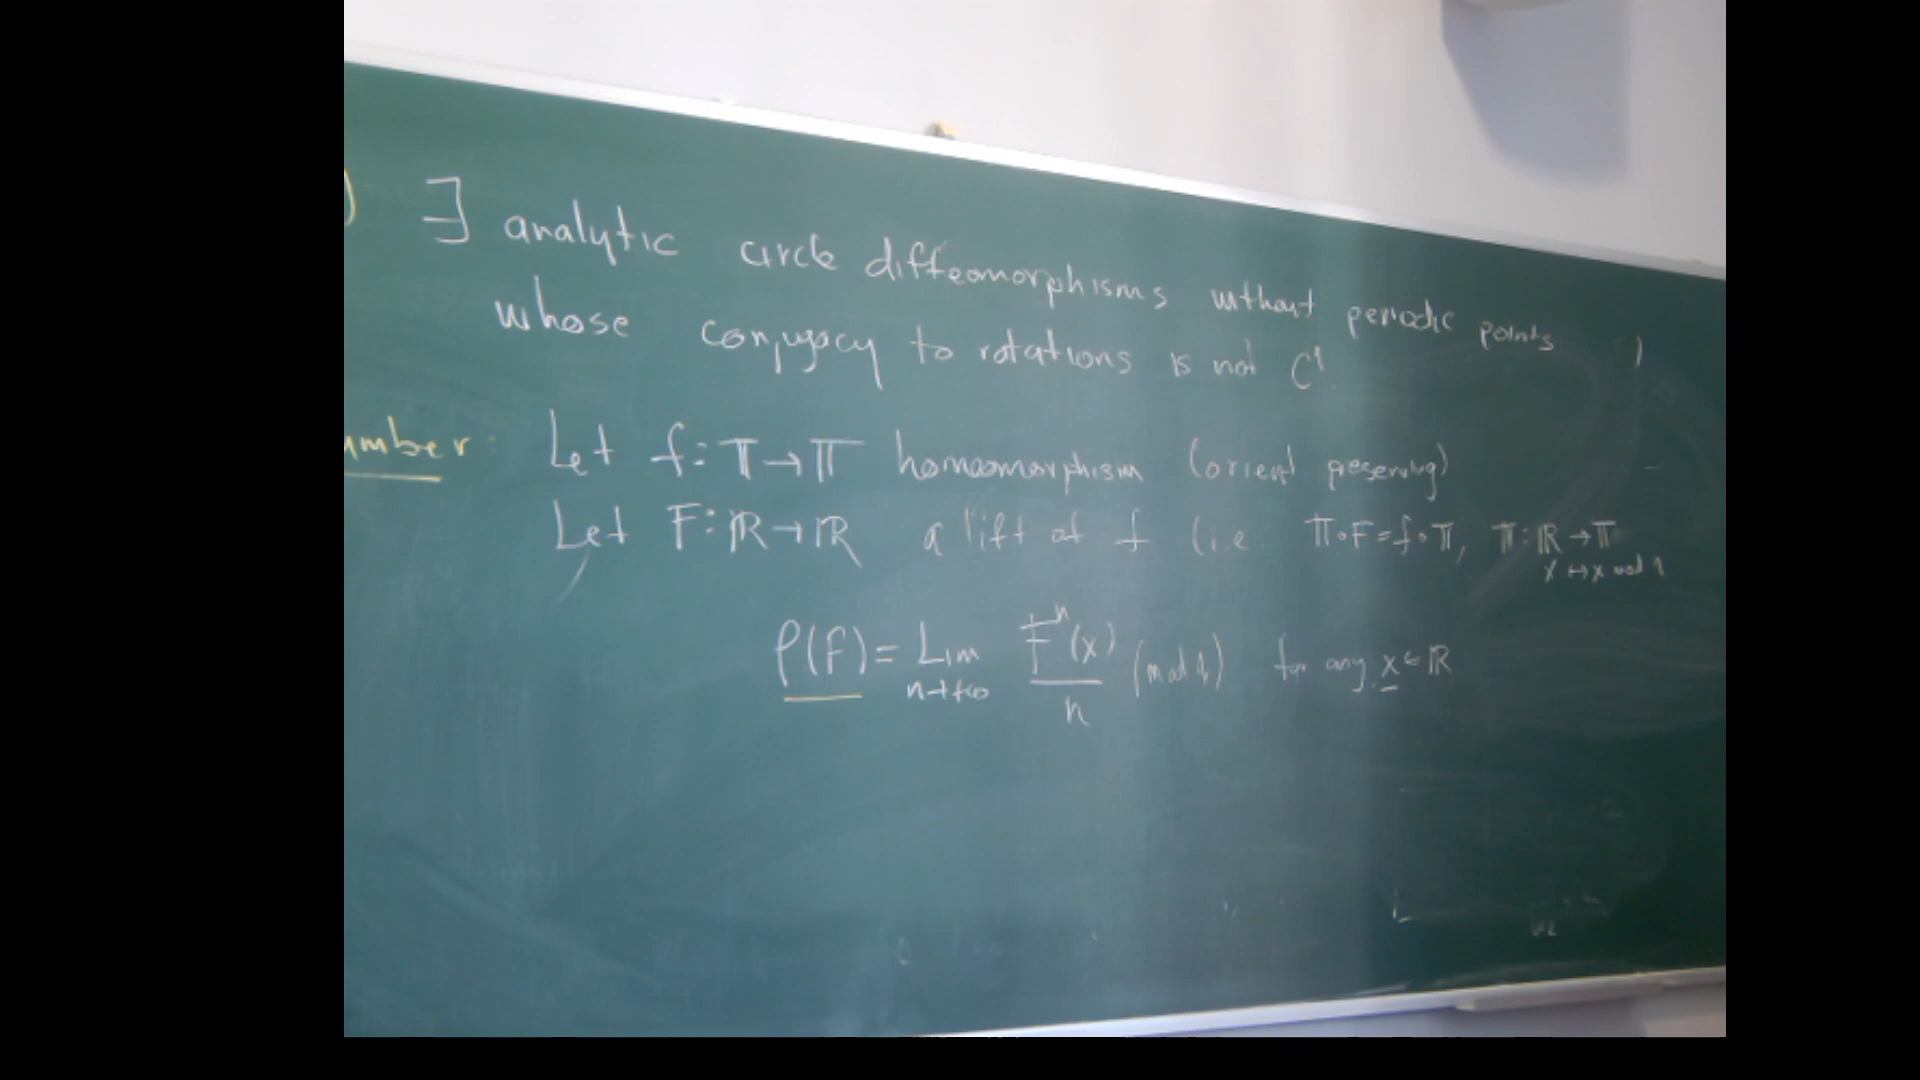 ) ∃ analytic circle diffeomorphisms without periodic points
whose conjugacy to rotations is not C¹.
umber: Let f: 𝕋 → 𝕋 homeomorphism (orient preserving)
Let F: ℝ → ℝ a lift of f (i.e. π∘F = f∘π, π: ℝ → 𝕋
x ↦ x mod 1
ρ(f) = Lim n→+∞ Fⁿ(x) / n (mod 1) for any x ∈ ℝ